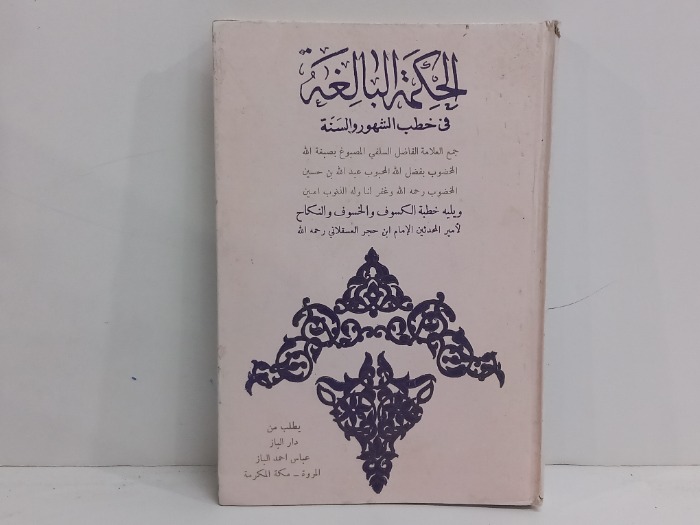 الحكمة البالغة
فى خطب الشهور والسنة
جمع العلامة الفاضل السلفي المصبوغ بصبغة الله
المخضوب بفضل الله المحبوب عبد الله بن حسين
المخضوب رحمه الله وغفر لنا وله الذنوب امين
ويليه خطبة الكسوف والخسوف والنكاح
لأمير المحدثين الإمام ابن حجر العسقلاني رحمه الله
يطلب من
دار الباز
عباس احمد الباز
المروة - مكة المكرمة